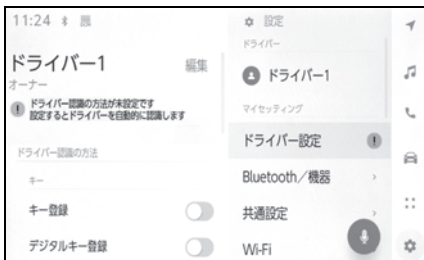 11:24
ドライバー1
編集
オーナー
ドライバー認識の方法が未設定です
設定するとドライバーを自動的に認識します
ドライバー認識の方法
キー
キー登録
デジタルキー登録
設定
ドライバー
ドライバー1
マイセッティング
ドライバー設定
Bluetooth/機器
共通設定
Wi-Fi